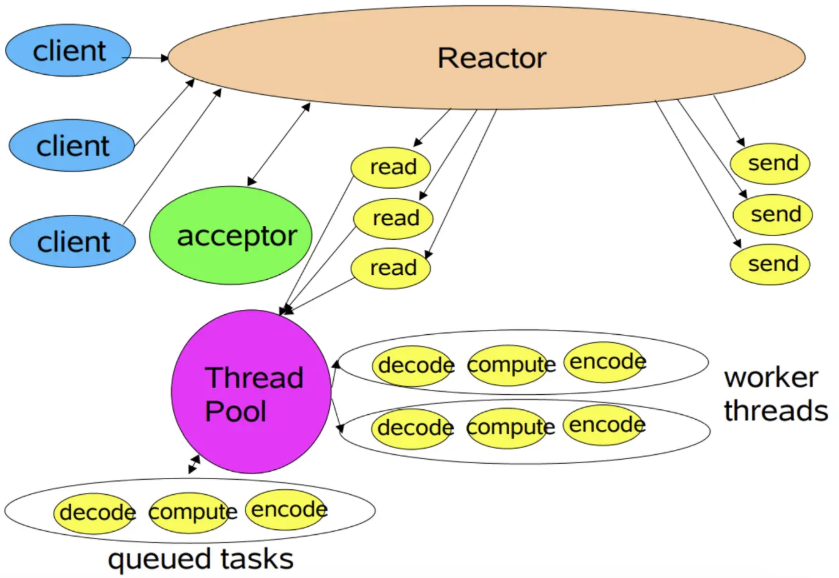 client
Reactor
client
client
acceptor
read
read
read
send
send
send
Thread
Pool
decode compute encode
decode compute encode
worker
threads
decode compute encode
queued tasks